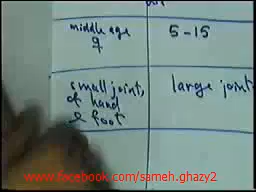 middle age
♀
5-15
small joints
of hand
& foot
large joint
www.facebook.com/sameh.ghazy2